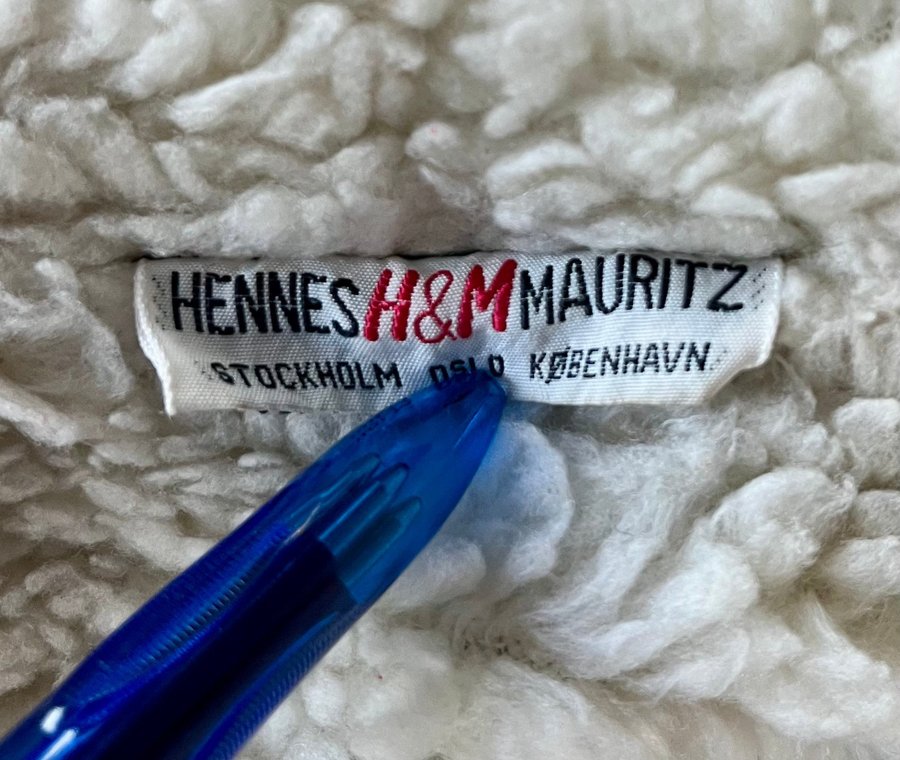 HENNES H&M MAURITZ
STOCKHOLM OSLO KØBENHAVN